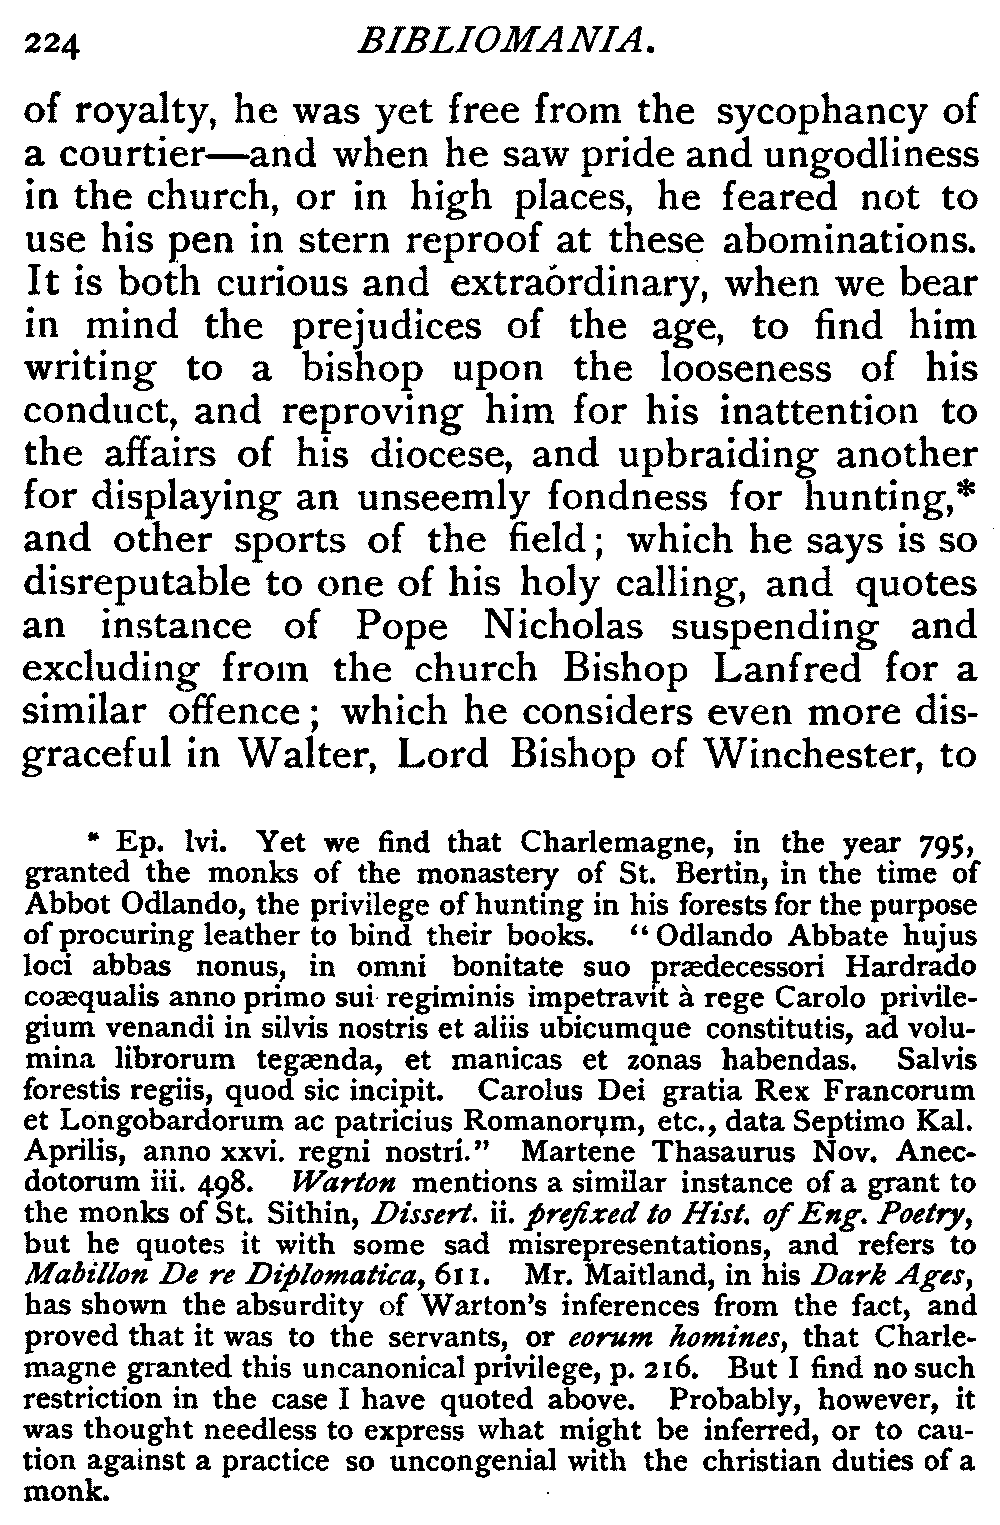 224 BIBLIOMANIA.
of royalty, he was yet free from the sycophancy of
a courtier—and when he saw pride and ungodliness
in the church, or in high places, he feared not to
use his pen in stern reproof at these abominations.
It is both curious and extraordinary, when we bear
in mind the prejudices of the age, to find him
writing to a bishop upon the looseness of his
conduct, and reproving him for his inattention to
the affairs of his diocese, and upbraiding another
for displaying an unseemly fondness for hunting,*
and other sports of the field; which he says is so
disreputable to one of his holy calling, and quotes
an instance of Pope Nicholas suspending and
excluding from the church Bishop Lanfred for a
similar offence; which he considers even more dis-
graceful in Walter, Lord Bishop of Winchester, to
* Ep. lvi. Yet we find that Charlemagne, in the year 795,
granted the monks of the monastery of St. Bertin, in the time of
Abbot Odlando, the privilege of hunting in his forests for the purpose
of procuring leather to bind their books. “Odlando Abbate hujus
loci abbas nonus, in omni bonitate suo prædecessori Hardrado
coæqualis anno primo sui regiminis impetravit à rege Carolo privile-
gium venandi in silvis nostris et aliis ubicumque constitutis, ad volu-
mina librorum tegænda, et manicas et zonas habendas. Salvis
forestis regiis, quod sic incipit. Carolus Dei gratia Rex Francorum
et Longobardorum ac patricius Romanorum, etc., data Septimo Kal.
Aprilis, anno xxvi. regni nostri.” Martene Thasaurus Nov. Anec-
dotorum iii. 498. Warton mentions a similar instance of a grant to
the monks of St. Sithin, Dissert. ii. prefixed to Hist. of Eng. Poetry,
but he quotes it with some sad misrepresentations, and refers to
Mabillon De re Diplomatica, 611. Mr. Maitland, in his Dark Ages,
has shown the absurdity of Warton's inferences from the fact, and
proved that it was to the servants, or eorum homines, that Charle-
magne granted this uncanonical privilege, p. 216. But I find no such
restriction in the case I have quoted above. Probably, however, it
was thought needless to express what might be inferred, or to cau-
tion against a practice so uncongenial with the christian duties of a
monk.